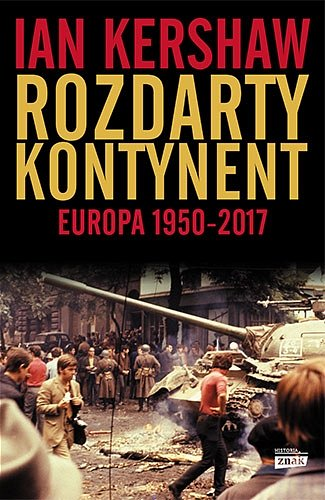 IAN KERSHAW
ROZDARTY
KONTYNENT
EUROPA 1950-2017
HISTORIA
znak